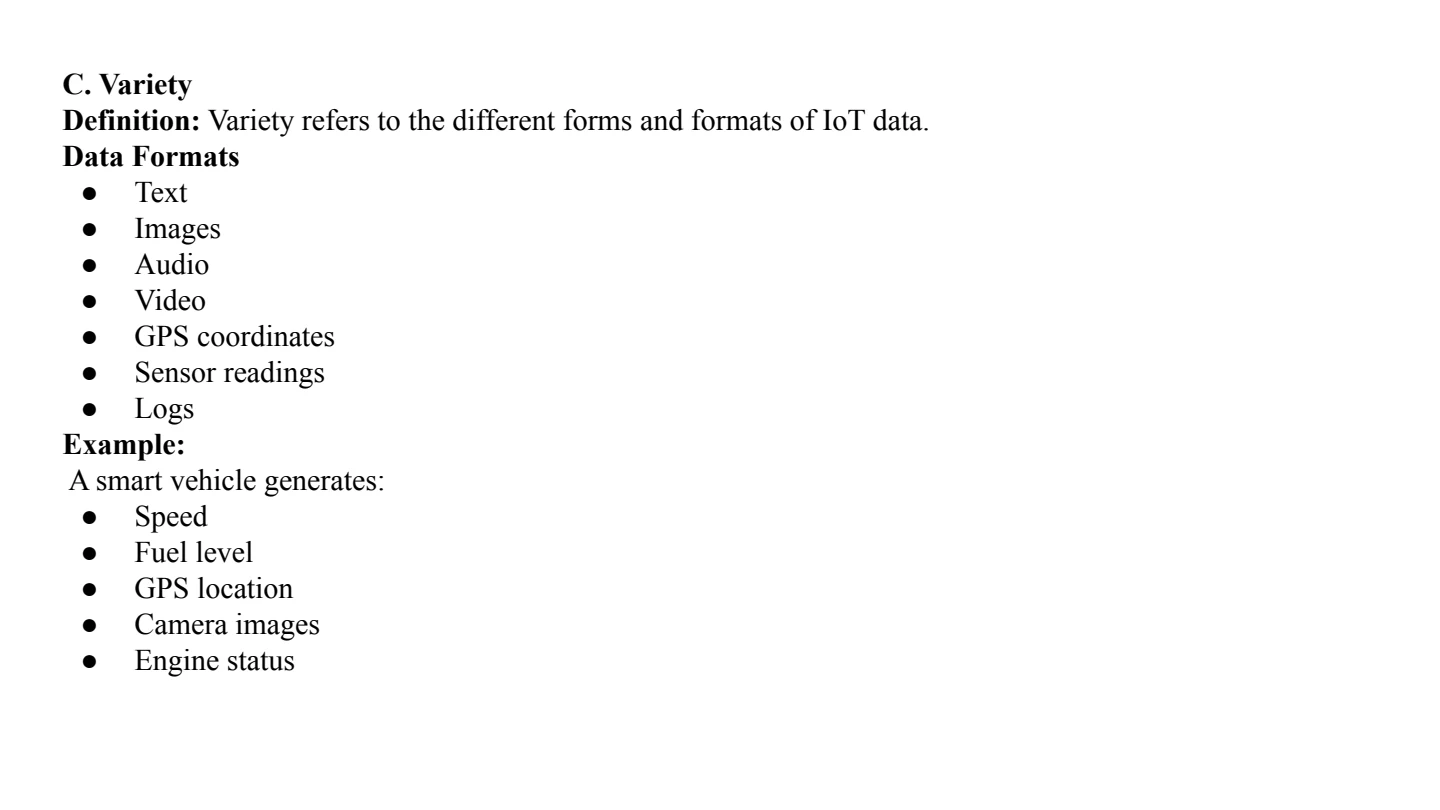 C. Variety
Definition: Variety refers to the different forms and formats of IoT data.
Data Formats
● Text
● Images
● Audio
● Video
● GPS coordinates
● Sensor readings
● Logs
Example:
A smart vehicle generates:
● Speed
● Fuel level
● GPS location
● Camera images
● Engine status